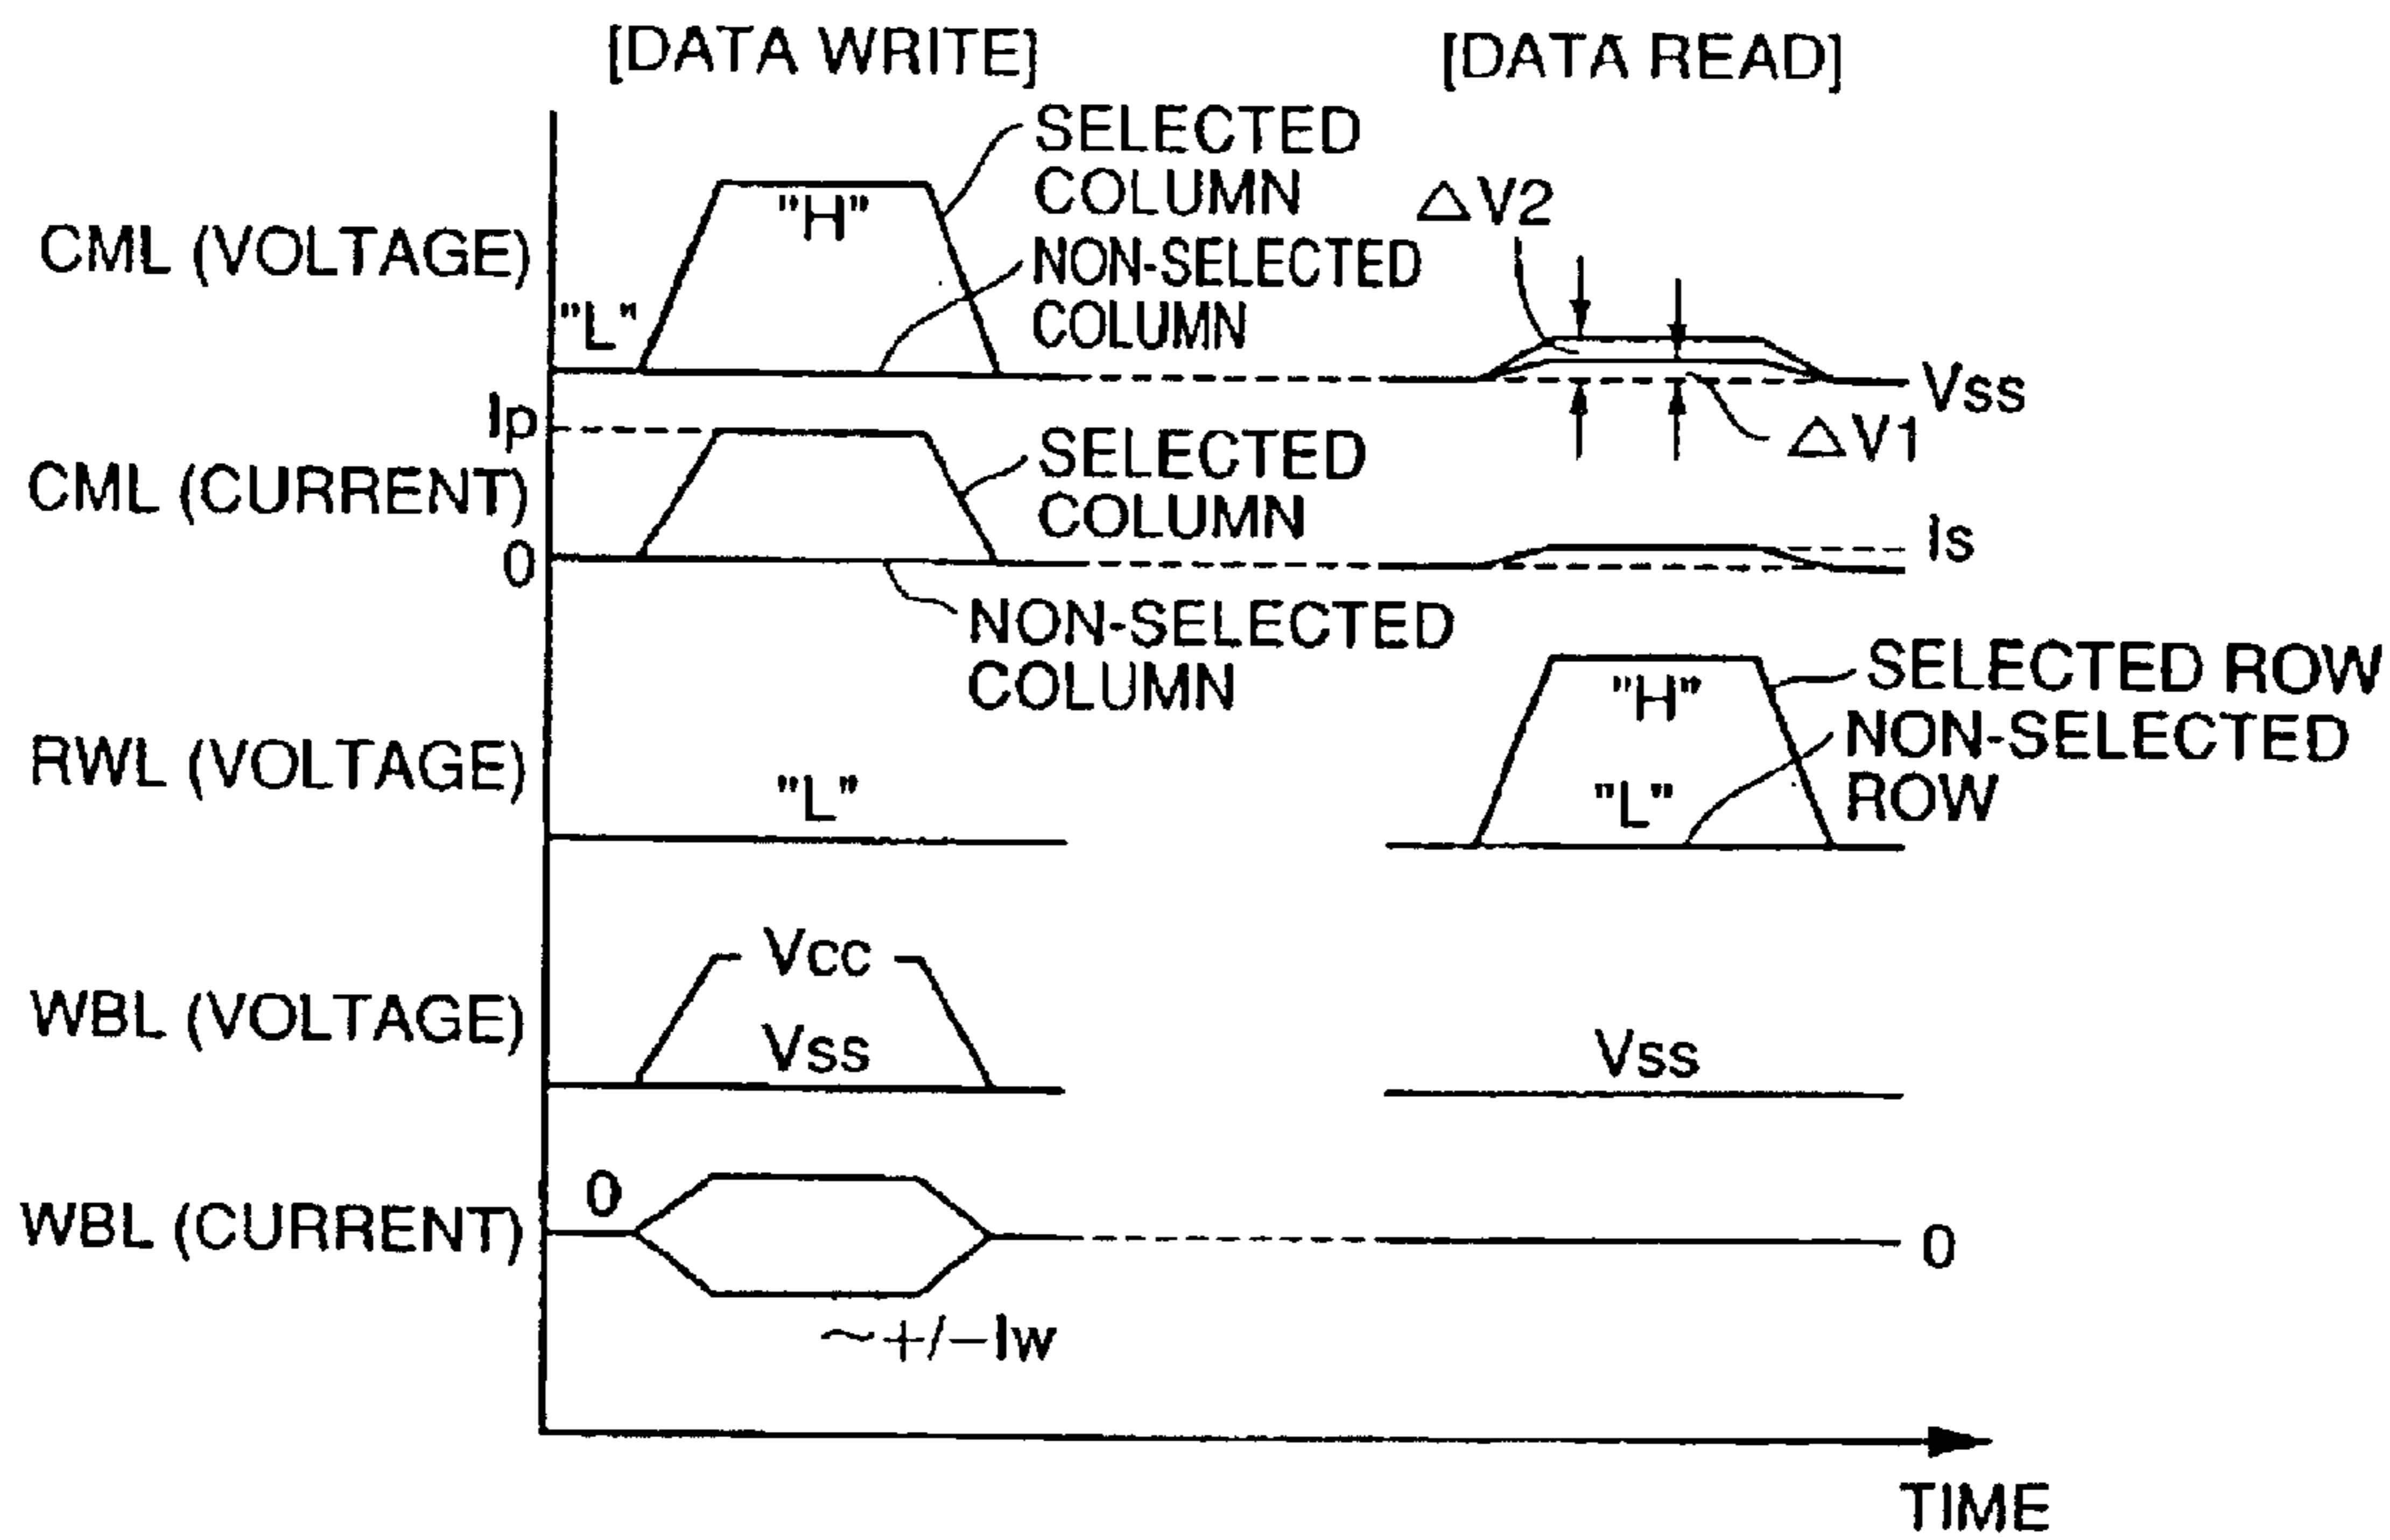 [DATA WRITE]
[DATA READ]
CML (VOLTAGE)
"L"
"H"
SELECTED
COLUMN
NON-SELECTED
COLUMN
△V2
Vss
△V1
CML (CURRENT)
Ip
0
SELECTED
COLUMN
NON-SELECTED
COLUMN
Is
RWL (VOLTAGE)
"L"
"H"
"L"
SELECTED ROW
NON-SELECTED
ROW
WBL (VOLTAGE)
Vcc
Vss
Vss
WBL (CURRENT)
0
~+/-Iw
0
TIME